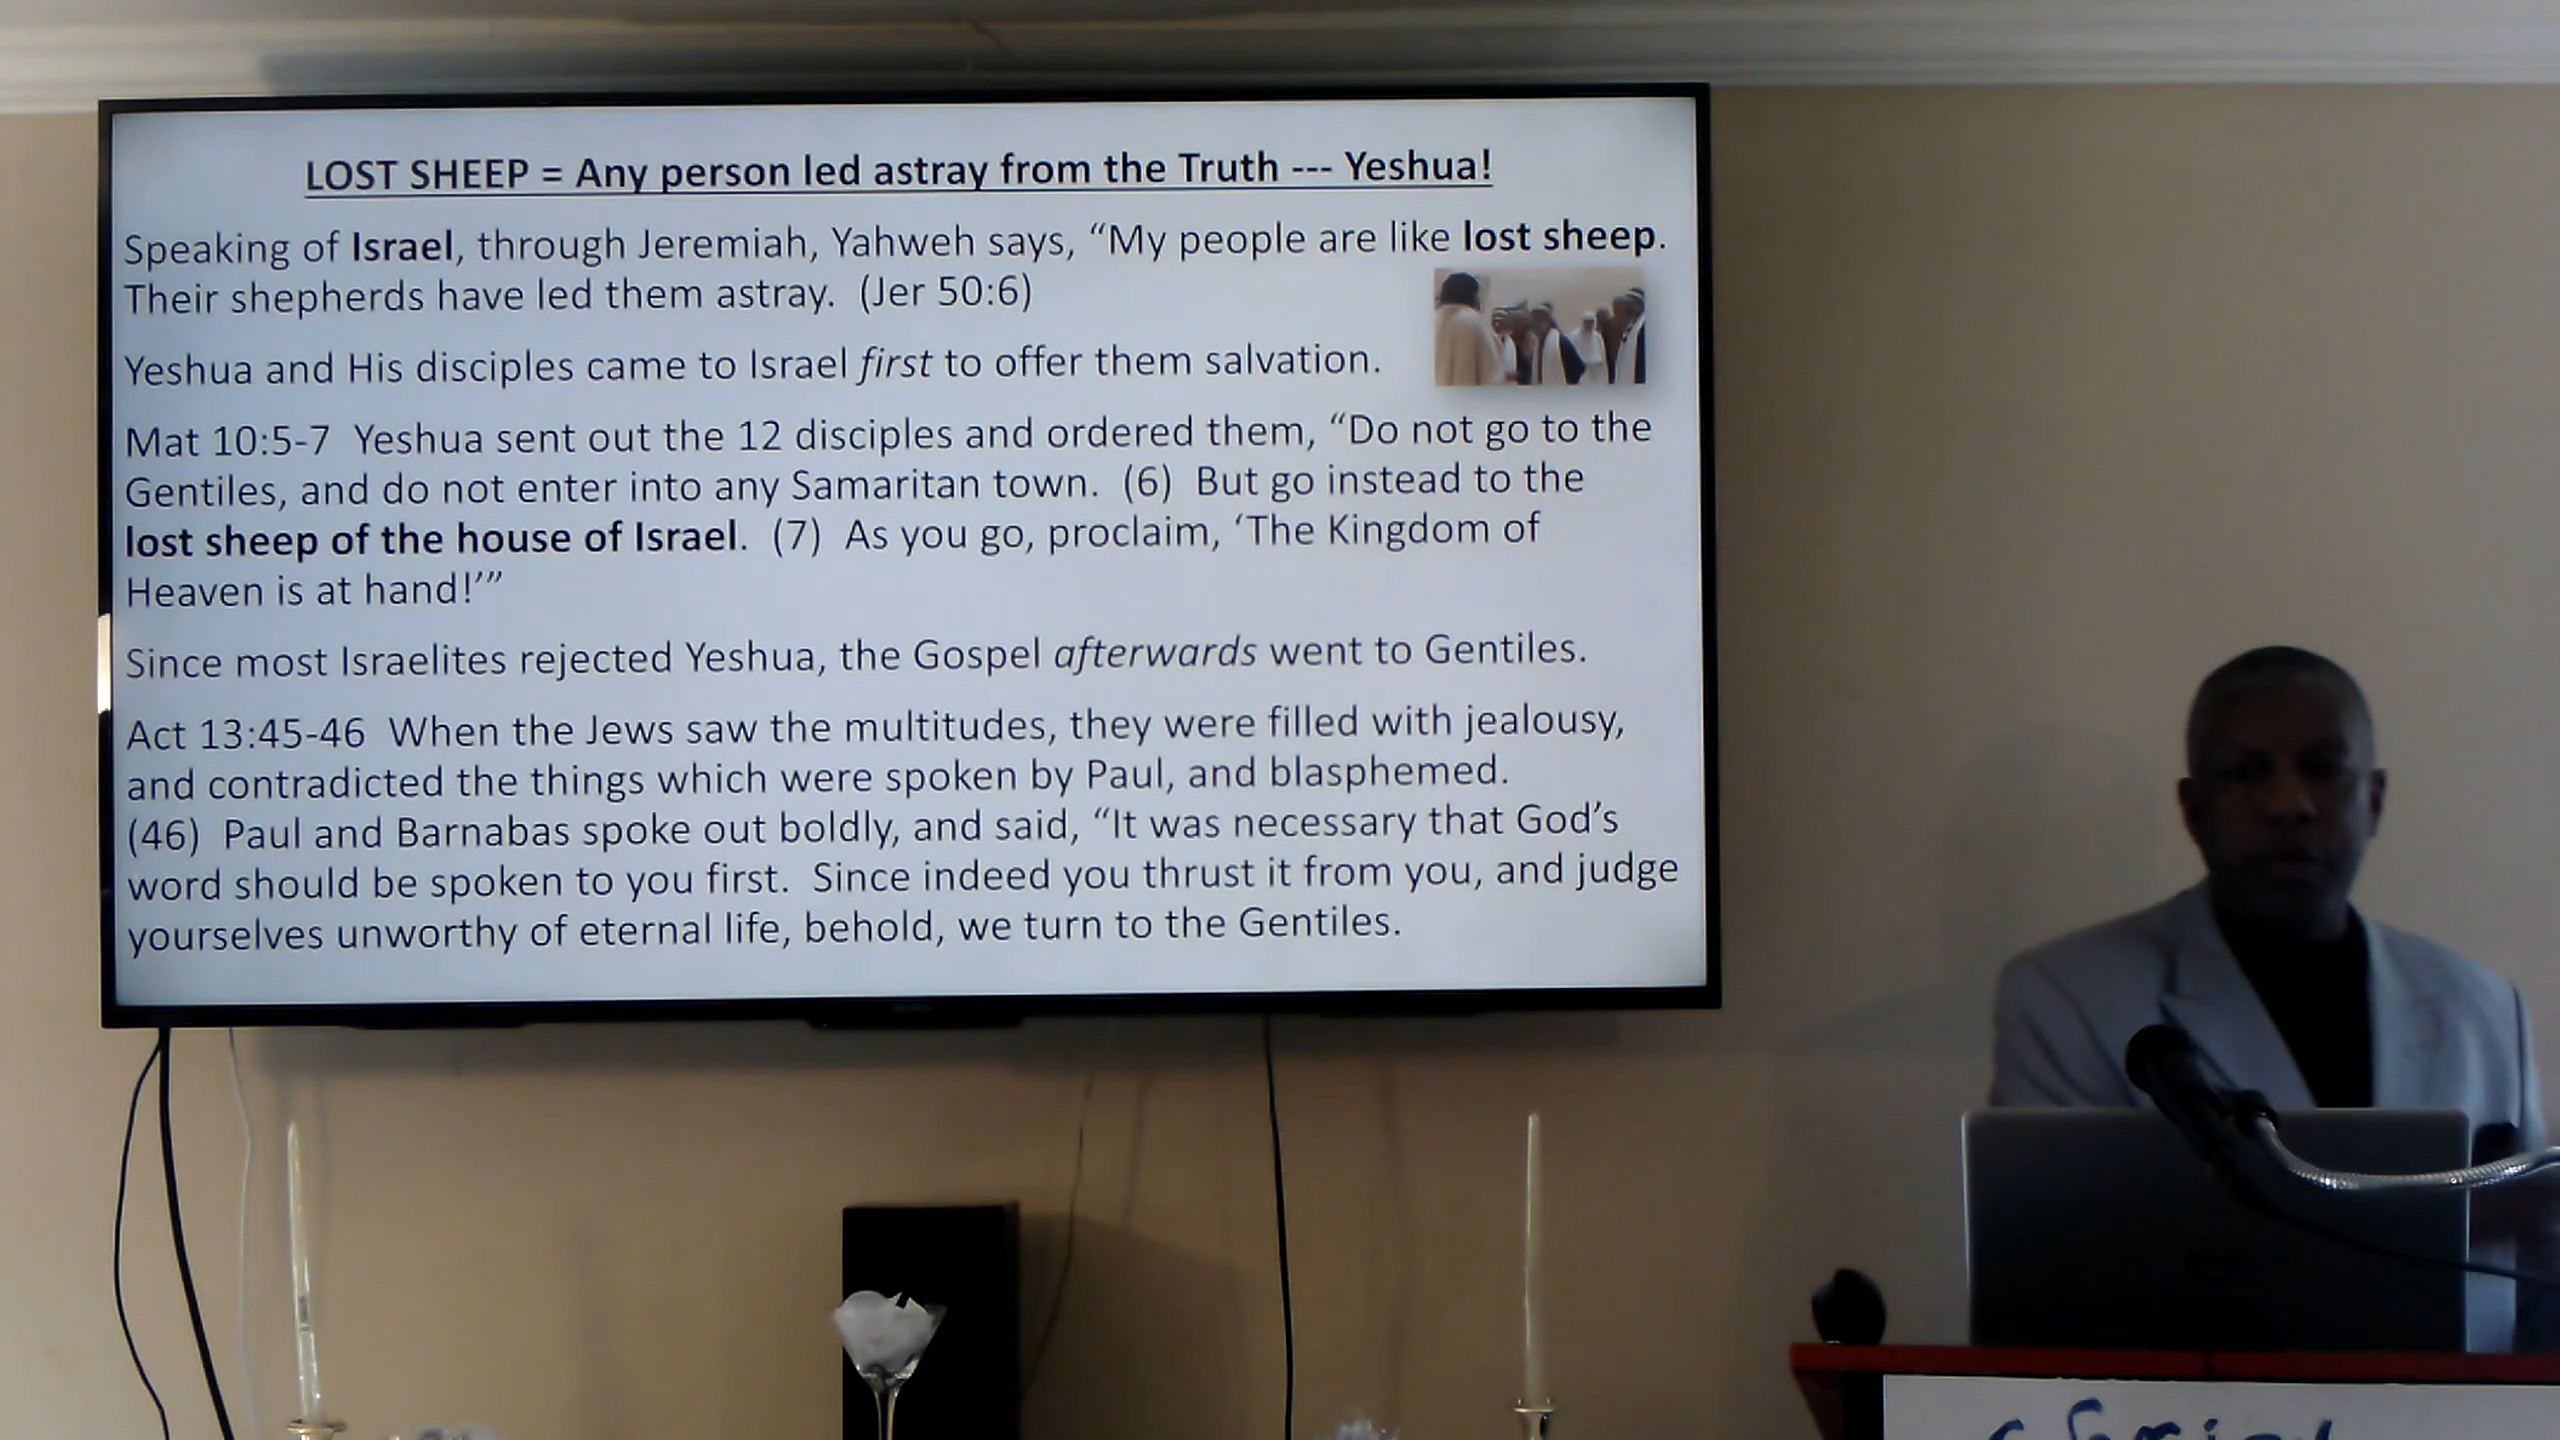 LOST SHEEP = Any person led astray from the Truth --- Yeshua!
Speaking of Israel, through Jeremiah, Yahweh says, “My people are like lost sheep.
Their shepherds have led them astray.  (Jer 50:6)
Yeshua and His disciples came to Israel first to offer them salvation.
Mat 10:5-7  Yeshua sent out the 12 disciples and ordered them, “Do not go to the
Gentiles, and do not enter into any Samaritan town.  (6)  But go instead to the
lost sheep of the house of Israel.  (7)  As you go, proclaim, ‘The Kingdom of
Heaven is at hand!’”
Since most Israelites rejected Yeshua, the Gospel afterwards went to Gentiles.
Act 13:45-46  When the Jews saw the multitudes, they were filled with jealousy,
and contradicted the things which were spoken by Paul, and blasphemed.
(46)  Paul and Barnabas spoke out boldly, and said, “It was necessary that God’s
word should be spoken to you first.  Since indeed you thrust it from you, and judge
yourselves unworthy of eternal life, behold, we turn to the Gentiles.